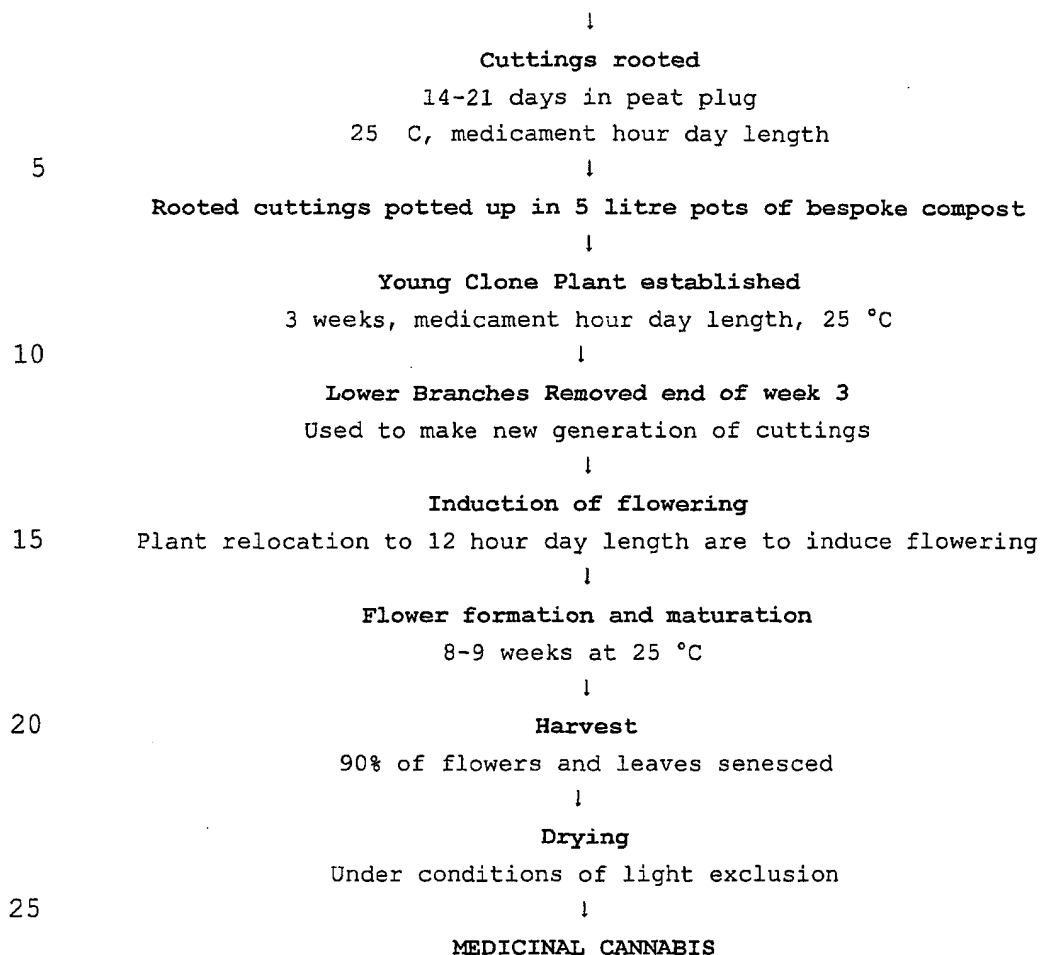 ↓
Cuttings rooted
14-21 days in peat plug
25 C, medicament hour day length
5 ↓
Rooted cuttings potted up in 5 litre pots of bespoke compost
↓
Young Clone Plant established
3 weeks, medicament hour day length, 25 °C
10 ↓
Lower Branches Removed end of week 3
Used to make new generation of cuttings
↓
Induction of flowering
15 Plant relocation to 12 hour day length are to induce flowering
↓
Flower formation and maturation
8-9 weeks at 25 °C
↓
20 Harvest
90% of flowers and leaves senesced
↓
Drying
Under conditions of light exclusion
25 ↓
MEDICINAL CANNABIS